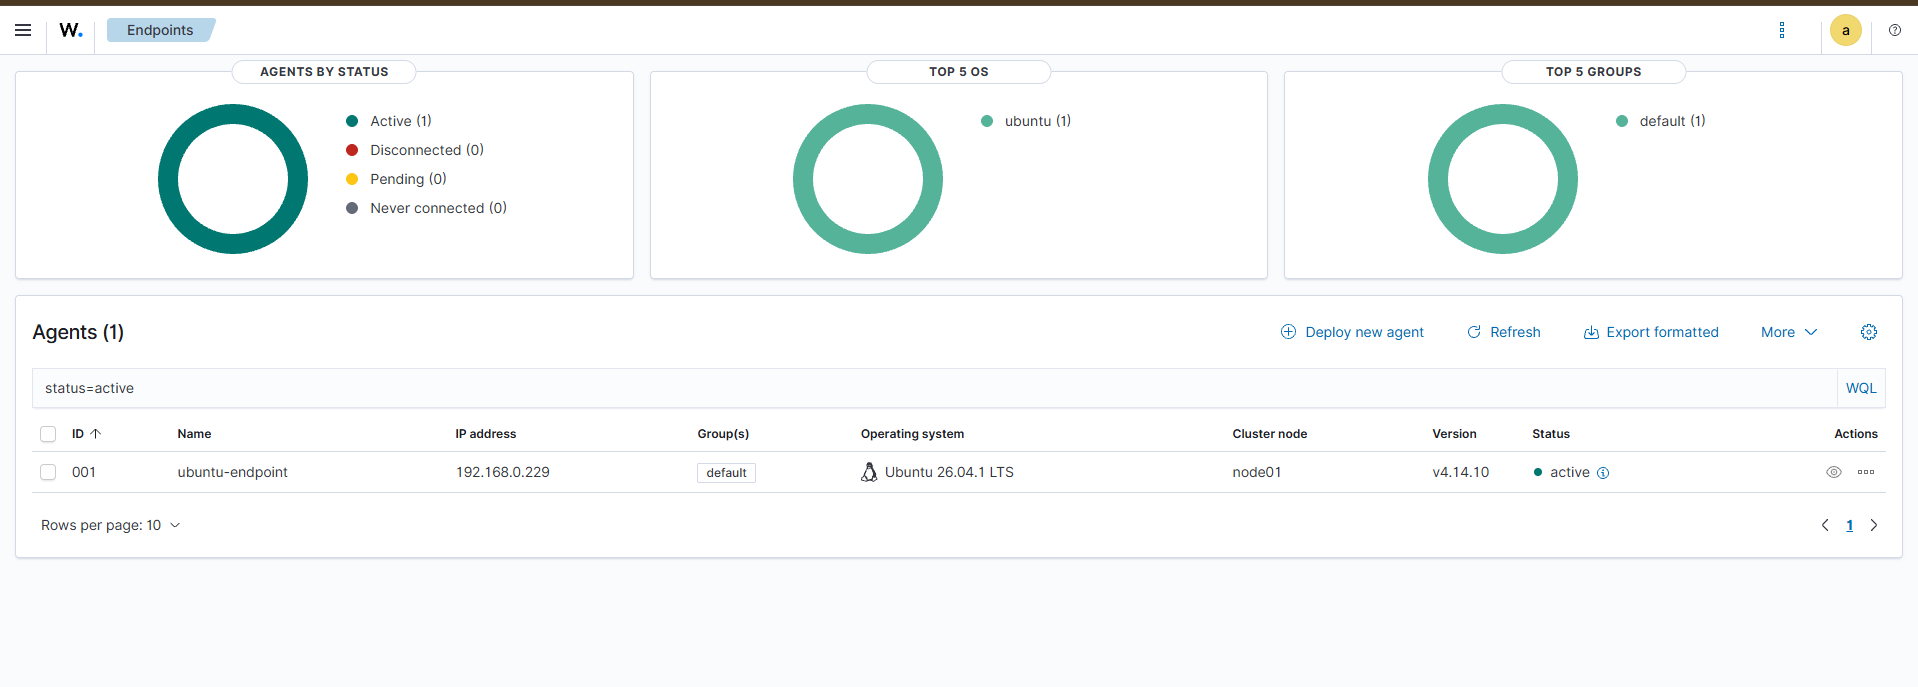 W. Endpoints a
AGENTS BY STATUS
Active (1)
Disconnected (0)
Pending (0)
Never connected (0)
TOP 5 OS
ubuntu (1)
TOP 5 GROUPS
default (1)
Agents (1) Deploy new agent Refresh Export formatted More
status=active WQL
ID Name IP address Group(s) Operating system Cluster node Version Status Actions
001 ubuntu-endpoint 192.168.0.229 default Ubuntu 26.04.1 LTS node01 v4.14.10 active
Rows per page: 10 1